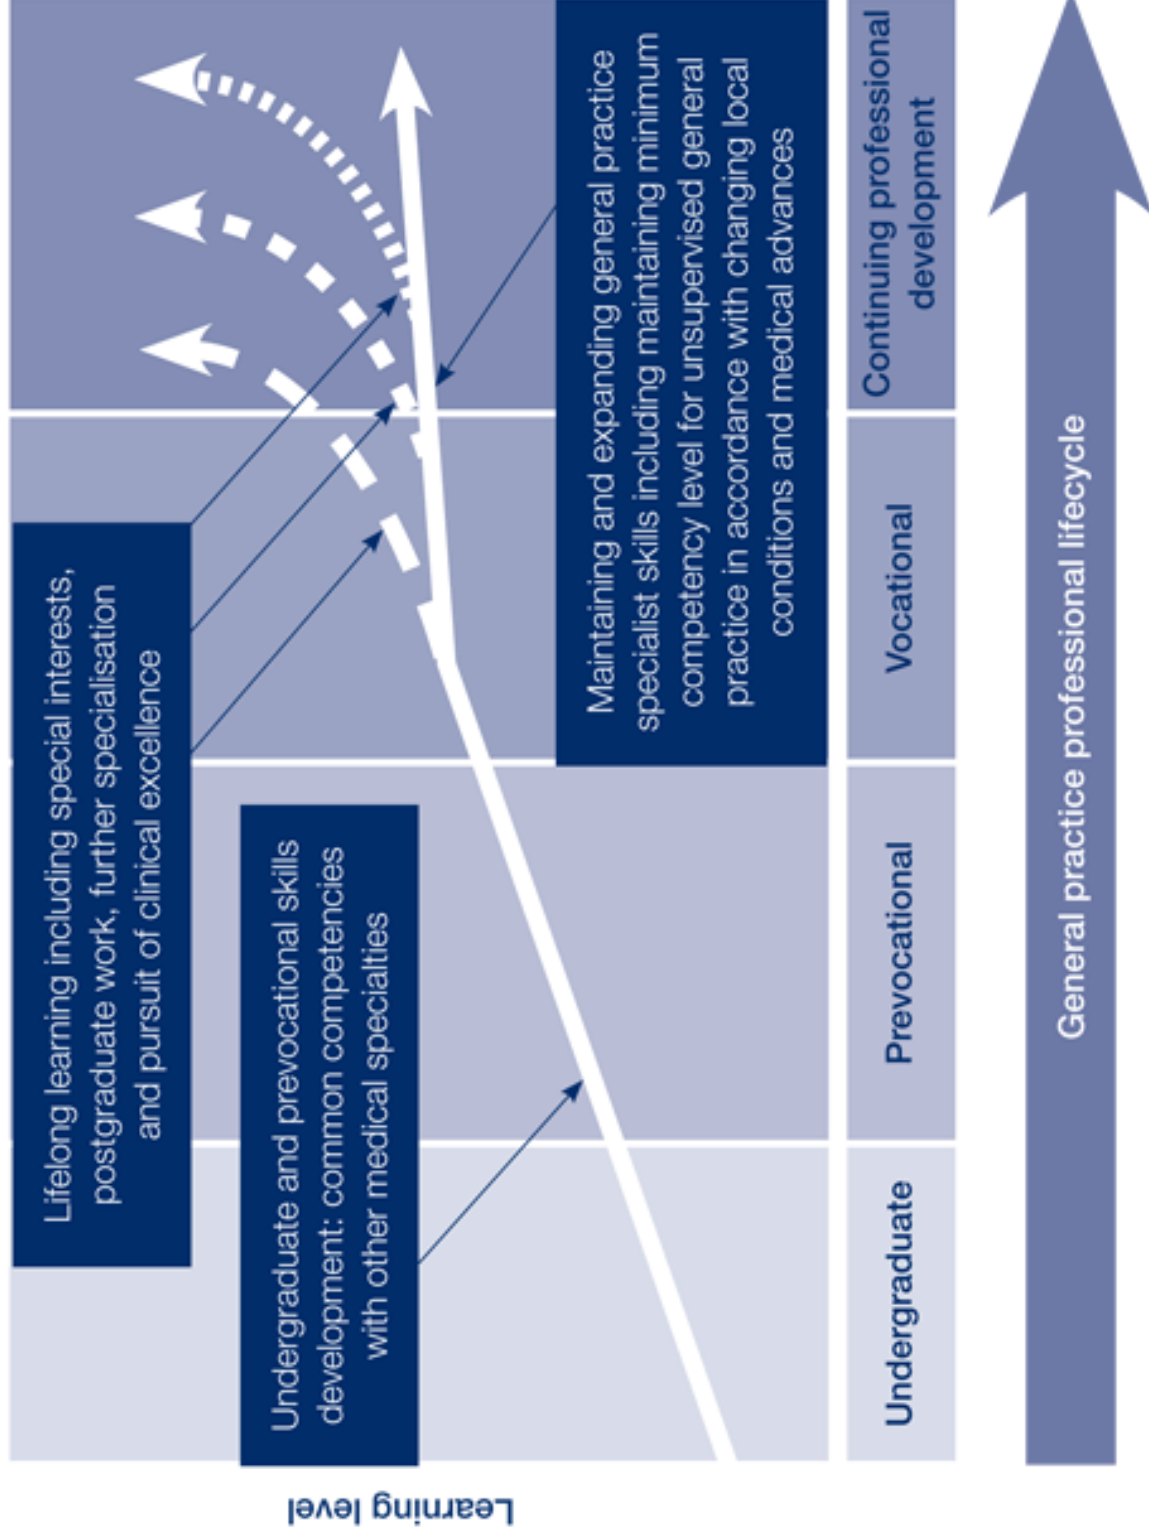 Learning level
Lifelong learning including special interests,
postgraduate work, further specialisation
and pursuit of clinical excellence
Undergraduate and prevocational skills
development: common competencies
with other medical specialties
Maintaining and expanding general practice
specialist skills including maintaining minimum
competency level for unsupervised general
practice in accordance with changing local
conditions and medical advances
Undergraduate
Prevocational
Vocational
Continuing professional
development
General practice professional lifecycle